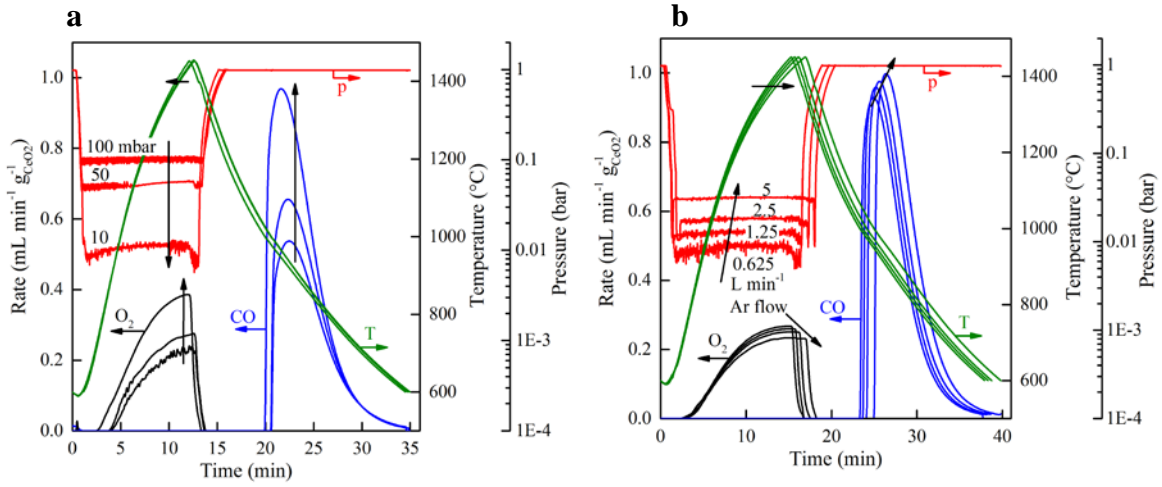 a
Rate (mL min⁻¹ g⁻¹CeO2)
1.0
0.8
0.6
0.4
0.2
0.0
100 mbar
50
10
O₂
CO
T
p
0 5 10 15 20 25 30 35
Time (min)
1400
1200
1000
800
600
Temperature (°C)
1
0.1
0.01
1E-3
1E-4
Pressure (bar)
b
Rate (mL min⁻¹ g⁻¹CeO2)
1.0
0.8
0.6
0.4
0.2
0.0
5
2.5
1.25
0.625
L min⁻¹
Ar flow
O₂
CO
T
p
0 10 20 30 40
Time (min)
1400
1200
1000
800
600
Temperature (°C)
1
0.1
0.01
1E-3
1E-4
Pressure (bar)